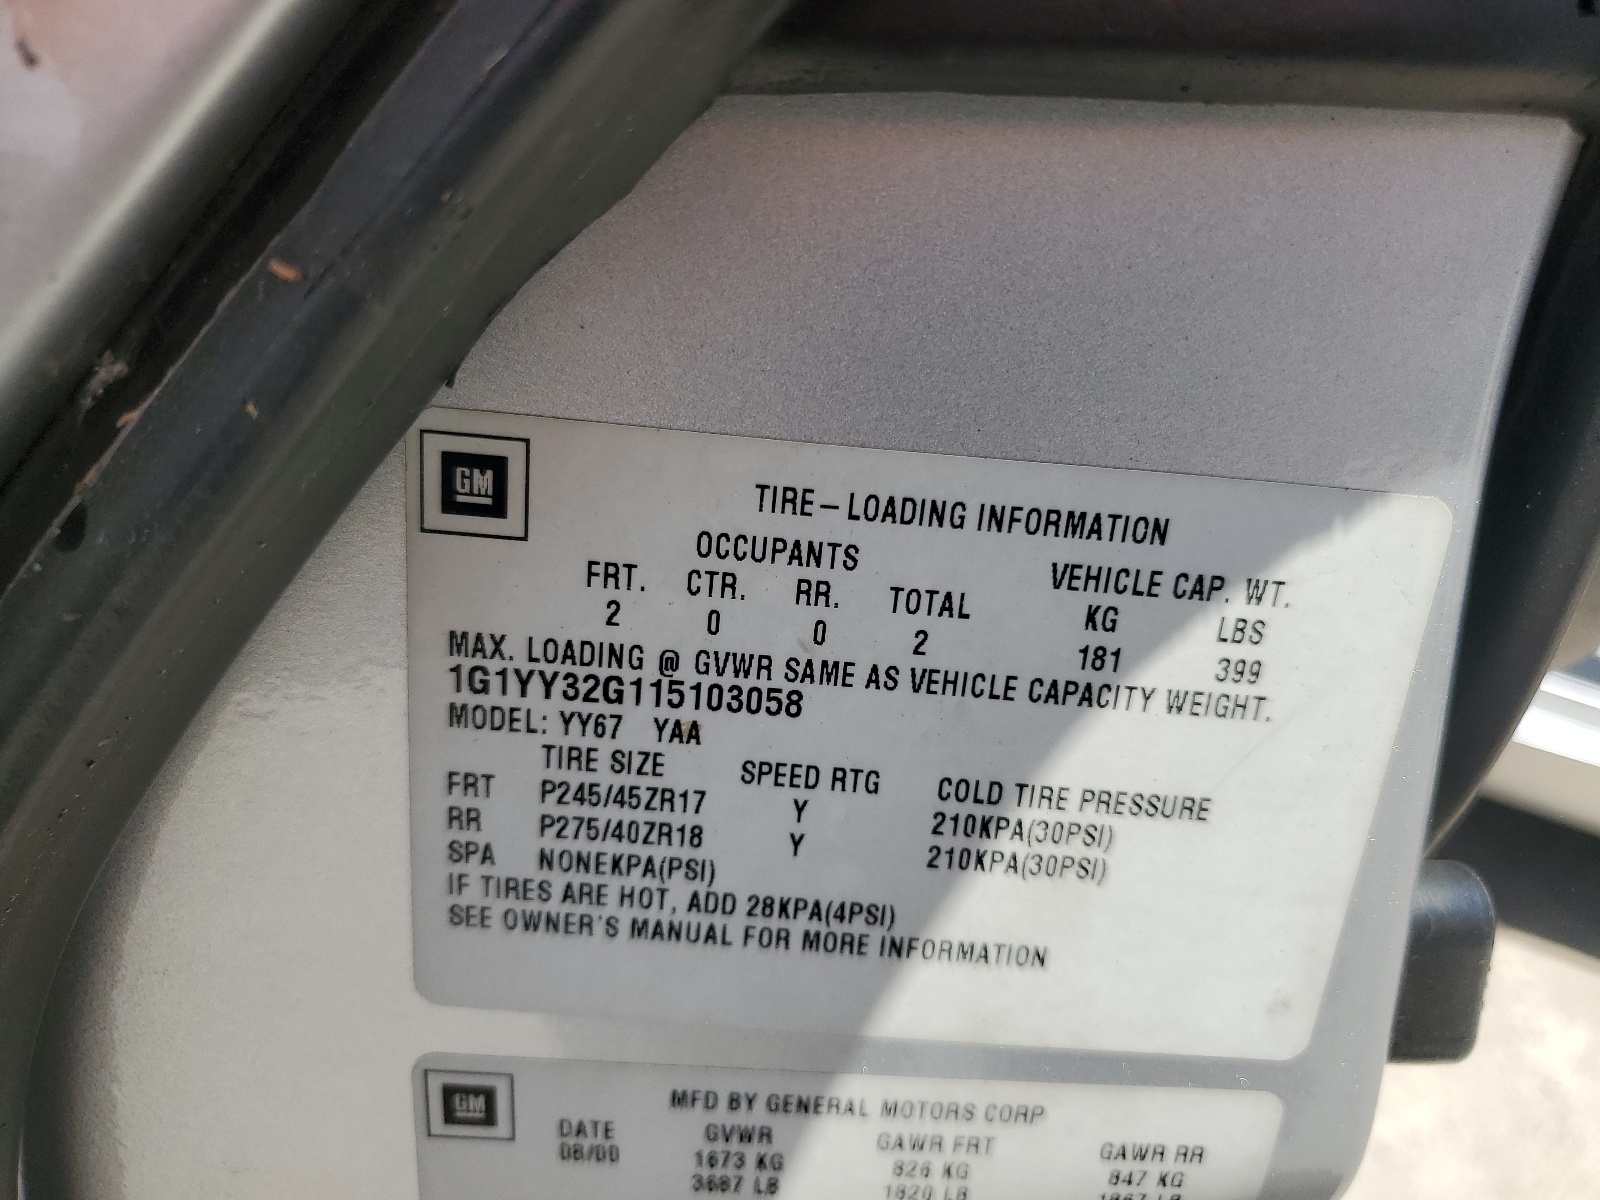 GM
TIRE-LOADING INFORMATION
OCCUPANTS VEHICLE CAP. WT.
FRT. CTR. RR. TOTAL KG LBS
2 0 0 2 181 399
MAX. LOADING @ GVWR SAME AS VEHICLE CAPACITY WEIGHT.
1G1YY32G115103058
MODEL: YY67 YAA
TIRE SIZE SPEED RTG COLD TIRE PRESSURE
FRT P245/45ZR17 Y 210KPA(30PSI)
RR P275/40ZR18 Y 210KPA(30PSI)
SPA NONEKPA(PSI)
IF TIRES ARE HOT, ADD 28KPA(4PSI)
SEE OWNER'S MANUAL FOR MORE INFORMATION
GM
MFD BY GENERAL MOTORS CORP
DATE GVWR GAWR FRT GAWR RR
08/00 1673 KG 826 KG 847 KG
3687 LB 1820 LB 1867 LB